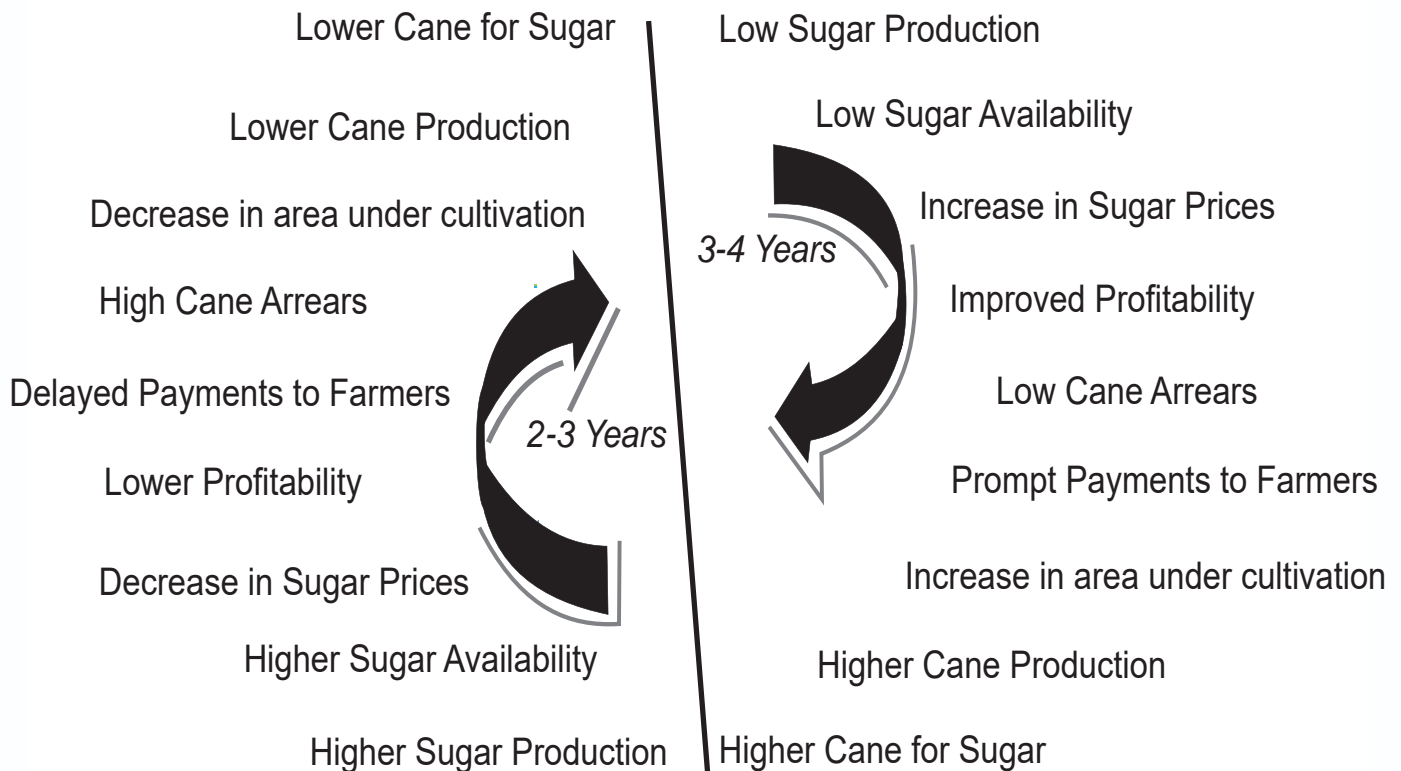 Lower Cane for Sugar
Low Sugar Production
Lower Cane Production
Low Sugar Availability
Decrease in area under cultivation
Increase in Sugar Prices
3-4 Years
High Cane Arrears
Improved Profitability
Delayed Payments to Farmers
Low Cane Arrears
2-3 Years
Lower Profitability
Prompt Payments to Farmers
Decrease in Sugar Prices
Increase in area under cultivation
Higher Sugar Availability
Higher Cane Production
Higher Sugar Production
Higher Cane for Sugar